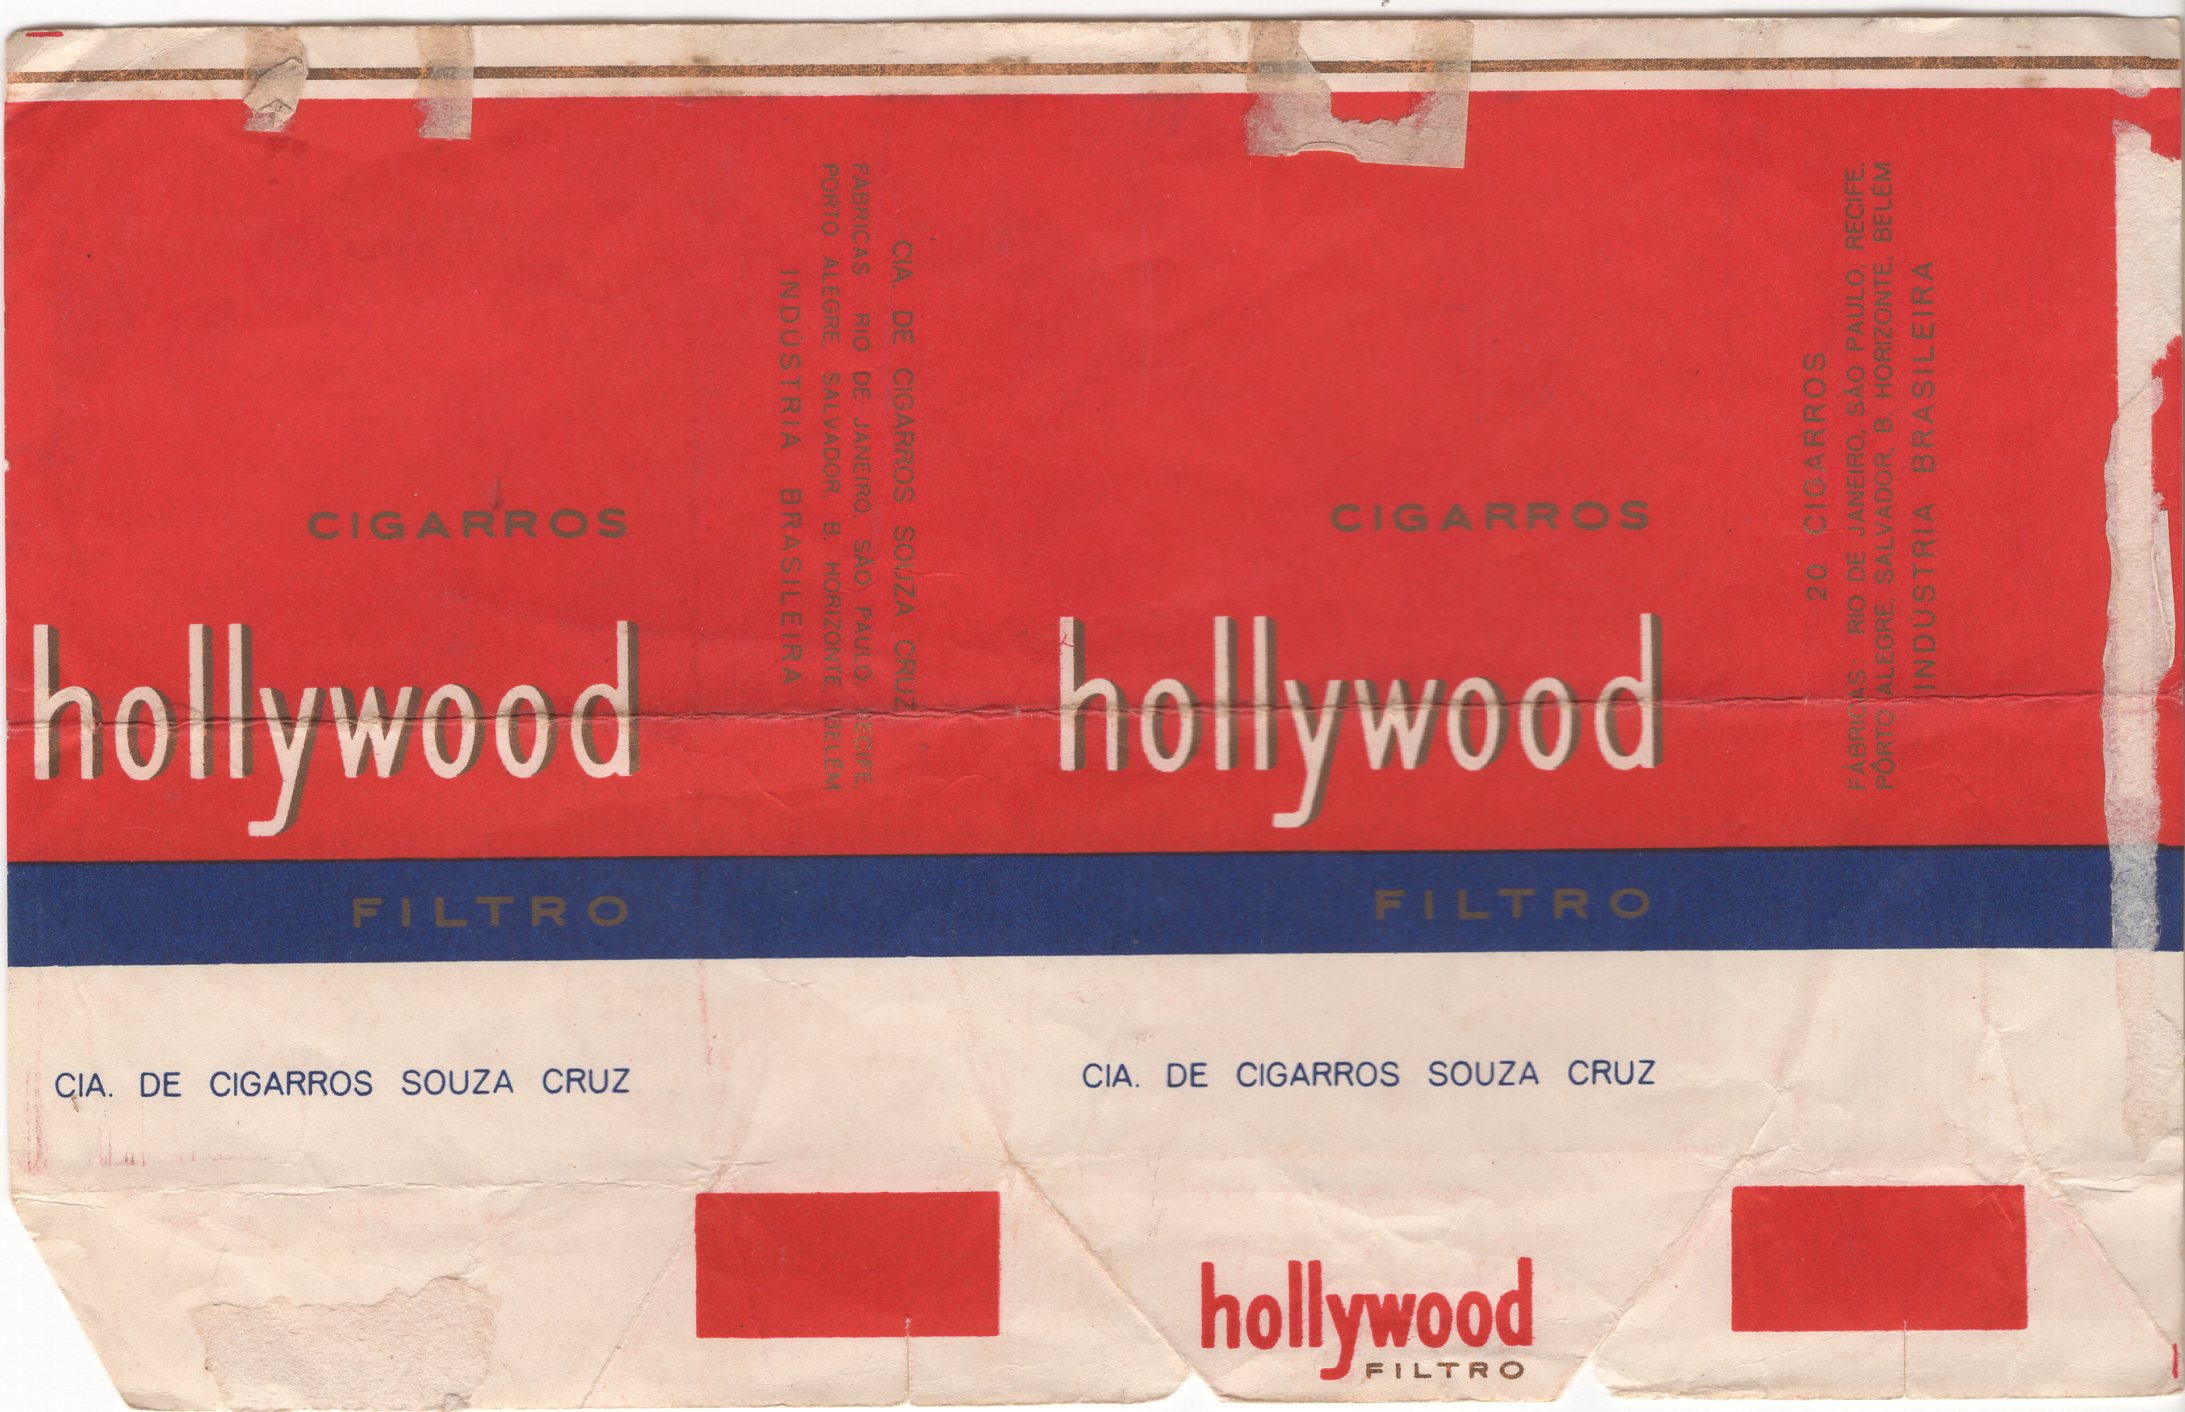 CIGARROS
hollywood
FILTRO
CIA. DE CIGARROS SOUZA CRUZ
CIA. DE CIGARROS SOUZA CRUZ
FÁBRICAS RIO DE JANEIRO, SÃO PAULO, RECIFE,
PORTO ALEGRE, SALVADOR, B. HORIZONTE, BELÉM
INDÚSTRIA BRASILEIRA
CIGARROS
hollywood
FILTRO
CIA. DE CIGARROS SOUZA CRUZ
hollywood
FILTRO
20 CIGARROS
FÁBRICAS RIO DE JANEIRO, SÃO PAULO, RECIFE,
PÔRTO ALEGRE, SALVADOR, B. HORIZONTE, BELÉM
INDUSTRIA BRASILEIRA